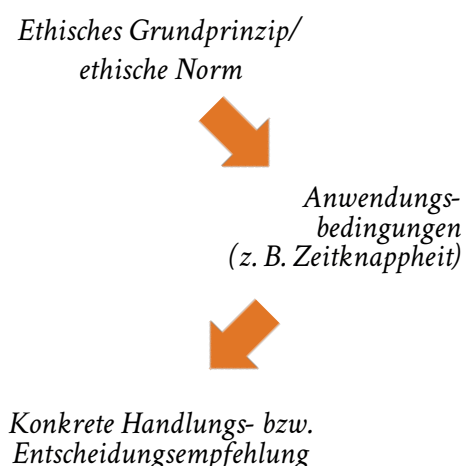 Ethisches Grundprinzip/
ethische Norm
Anwendungs-
bedingungen
(z. B. Zeitknappheit)
Konkrete Handlungs- bzw.
Entscheidungsempfehlung